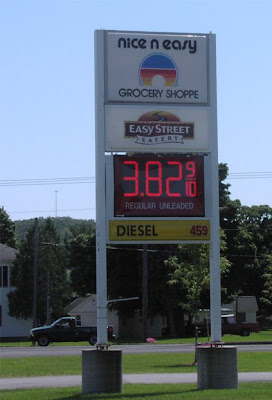 nice n easy
GROCERY SHOPPE
EASY STREET
EATERY
3.82 9/10
REGULAR UNLEADED
DIESEL 459